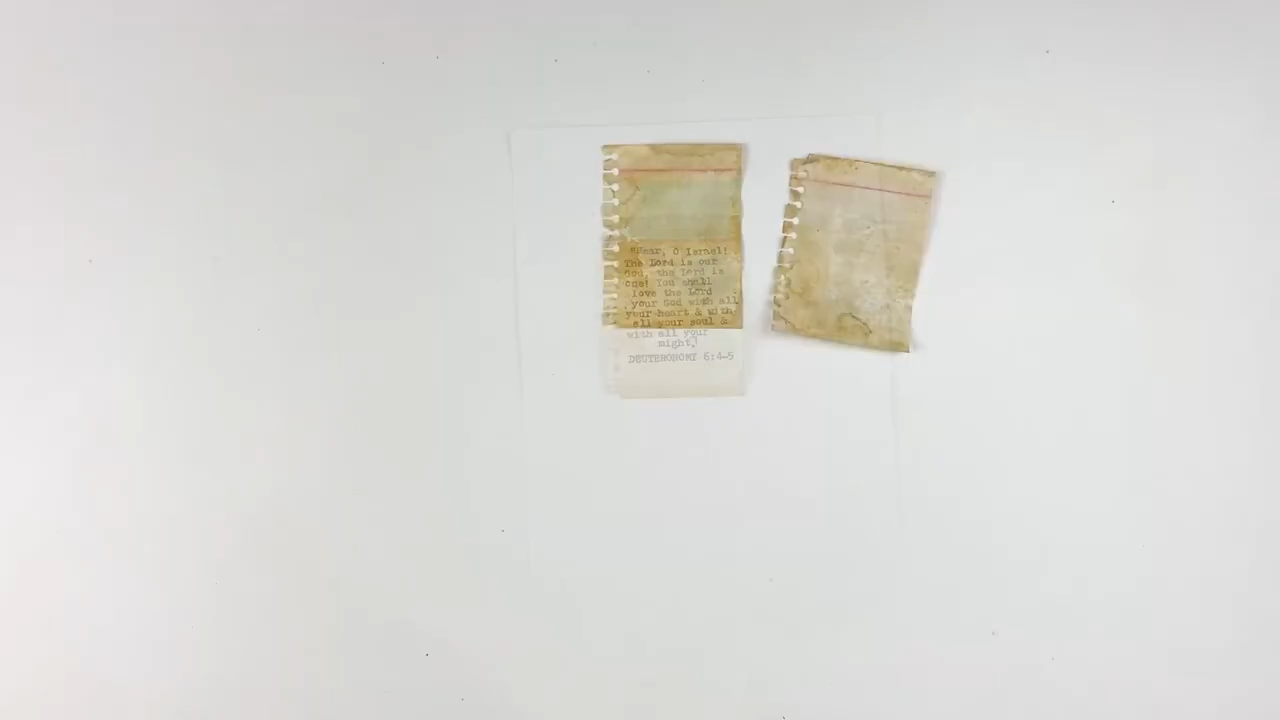 "Hear, O Israel!
The Lord is our
God, the Lord is
one! You shall
love the Lord
your God with all
your heart & with
all your soul &
with all your
might."
DEUTERONOMY 6:4-5